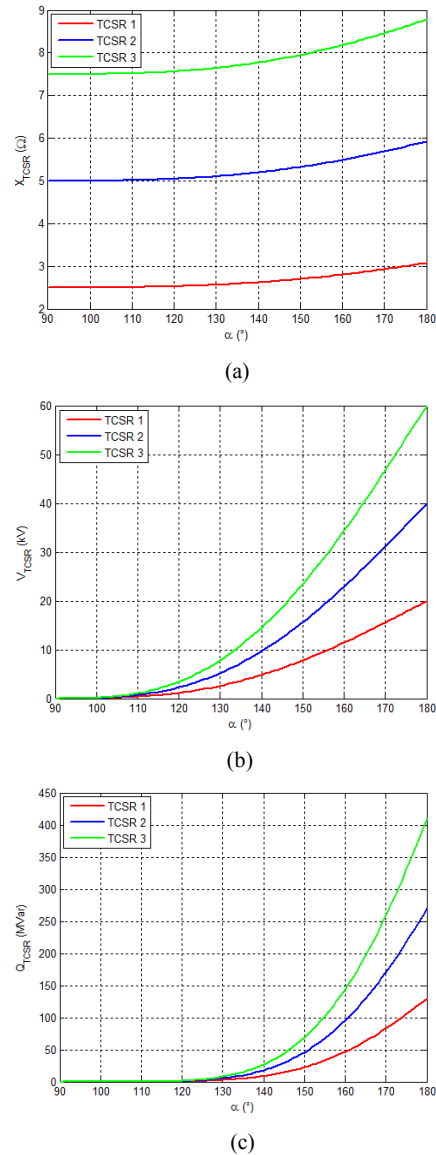 9
8
7
6
5
4
3
2
X_TCSR (Ω)
TCSR 1
TCSR 2
TCSR 3
90 100 110 120 130 140 150 160 170 180
α (°)
(a)
60
50
40
30
20
10
0
V_TCSR (kV)
TCSR 1
TCSR 2
TCSR 3
90 100 110 120 130 140 150 160 170 180
α (°)
(b)
450
400
350
300
250
200
150
100
50
0
Q_TCSR (MVar)
TCSR 1
TCSR 2
TCSR 3
90 100 110 120 130 140 150 160 170 180
α (°)
(c)